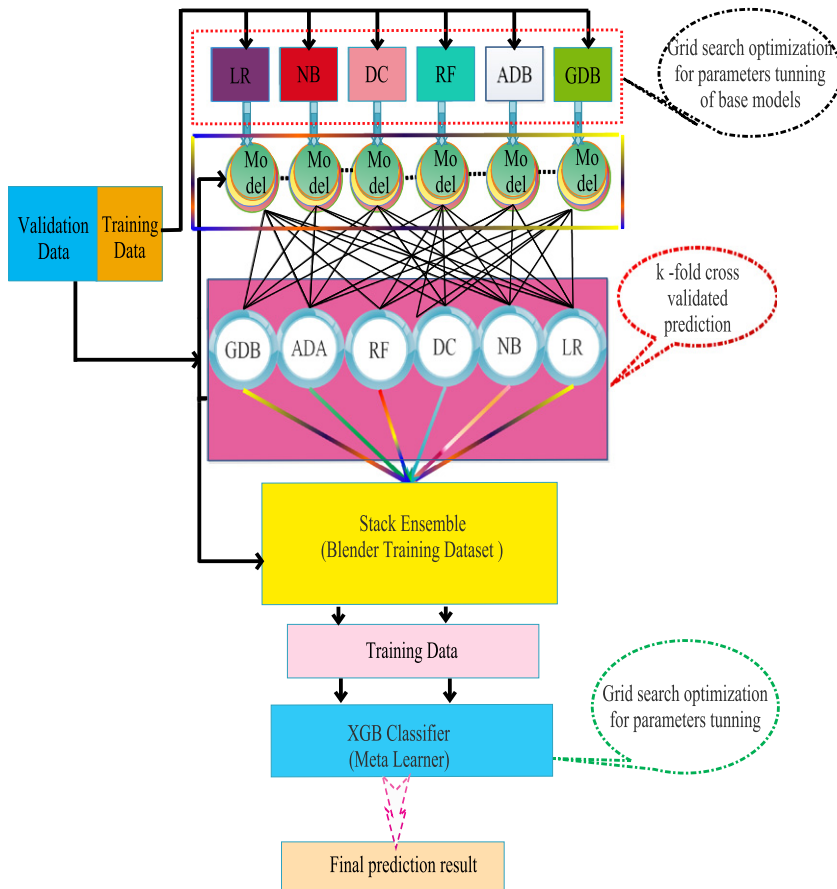 LR NB DC RF ADB GDB
Grid search optimization
for parameters tunning
of base models
Mo
del
Mo
del
Mo
del
Mo
del
Mo
del
Mo
del
Validation
Data
Training
Data
k -fold cross
validated
prediction
GDB ADA RF DC NB LR
Stack Ensemble
(Blender Training Dataset )
Training Data
Grid search optimization
for parameters tunning
XGB Classifier
(Meta Learner)
Final prediction result